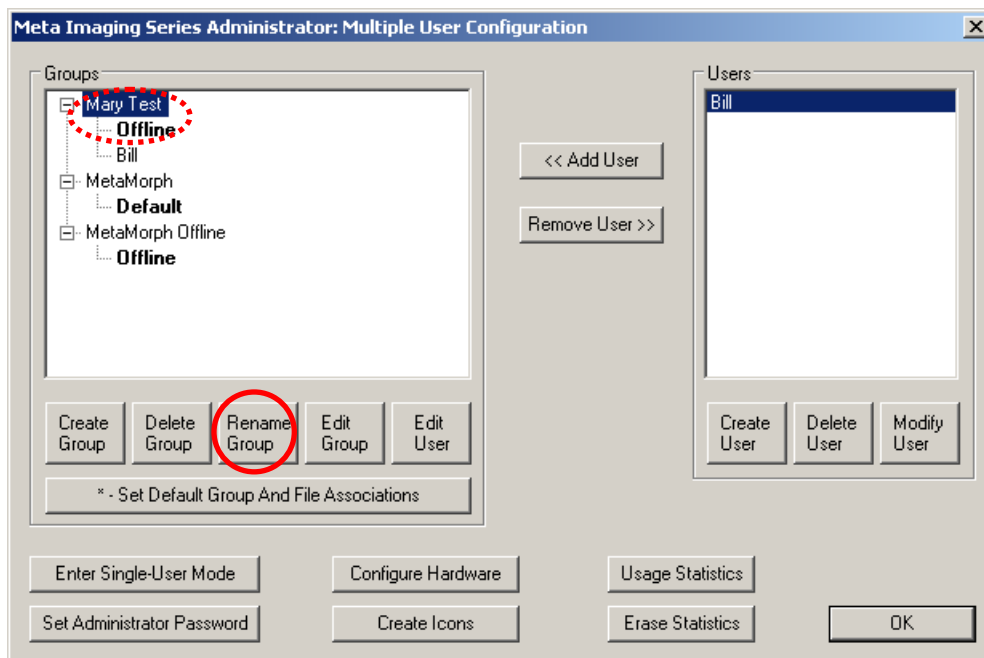 Meta Imaging Series Administrator: Multiple User Configuration
Groups
Mary Test
Offline
Bill
MetaMorph
Default
MetaMorph Offline
Offline
<< Add User
Remove User >>
Users
Bill
Create
Group
Delete
Group
Rename
Group
Edit
Group
Edit
User
* - Set Default Group And File Associations
Create
User
Delete
User
Modify
User
Enter Single-User Mode
Configure Hardware
Usage Statistics
Set Administrator Password
Create Icons
Erase Statistics
OK